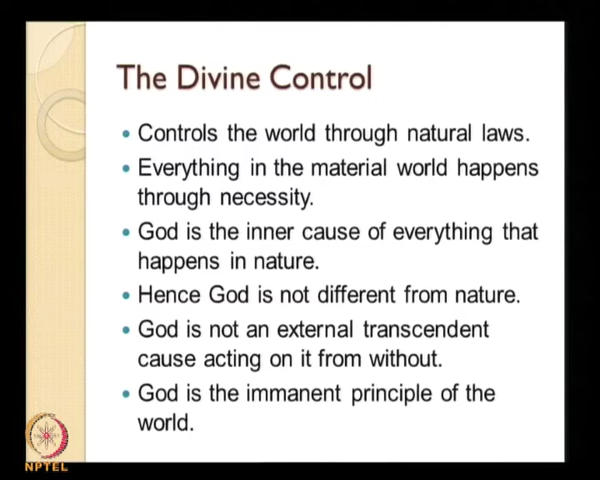 The Divine Control
• Controls the world through natural laws.
• Everything in the material world happens
through necessity.
• God is the inner cause of everything that
happens in nature.
• Hence God is not different from nature.
• God is not an external transcendent
cause acting on it from without.
• God is the immanent principle of the
world.
NPTEL